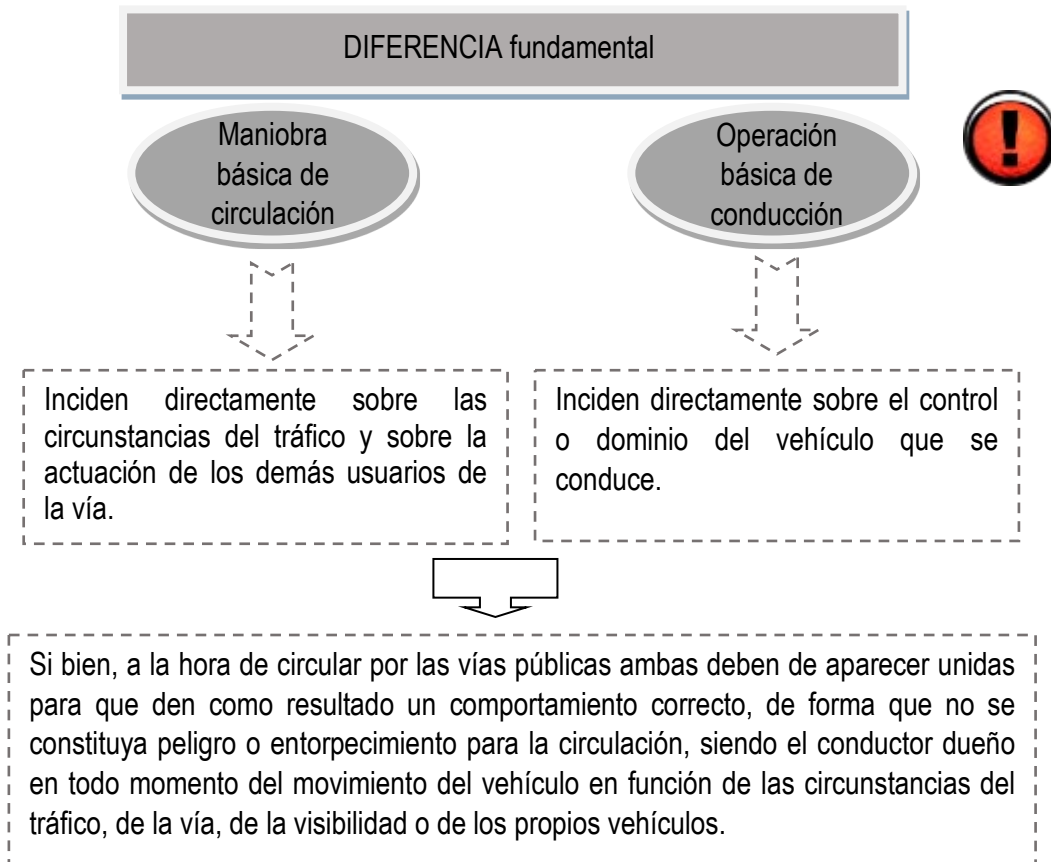 DIFERENCIA fundamental
Maniobra
básica de
circulación
Operación
básica de
conducción
!
Inciden directamente sobre las
circunstancias del tráfico y sobre la
actuación de los demás usuarios de
la vía.
Inciden directamente sobre el control
o dominio del vehículo que se
conduce.
Si bien, a la hora de circular por las vías públicas ambas deben de aparecer unidas
para que den como resultado un comportamiento correcto, de forma que no se
constituya peligro o entorpecimiento para la circulación, siendo el conductor dueño
en todo momento del movimiento del vehículo en función de las circunstancias del
tráfico, de la vía, de la visibilidad o de los propios vehículos.